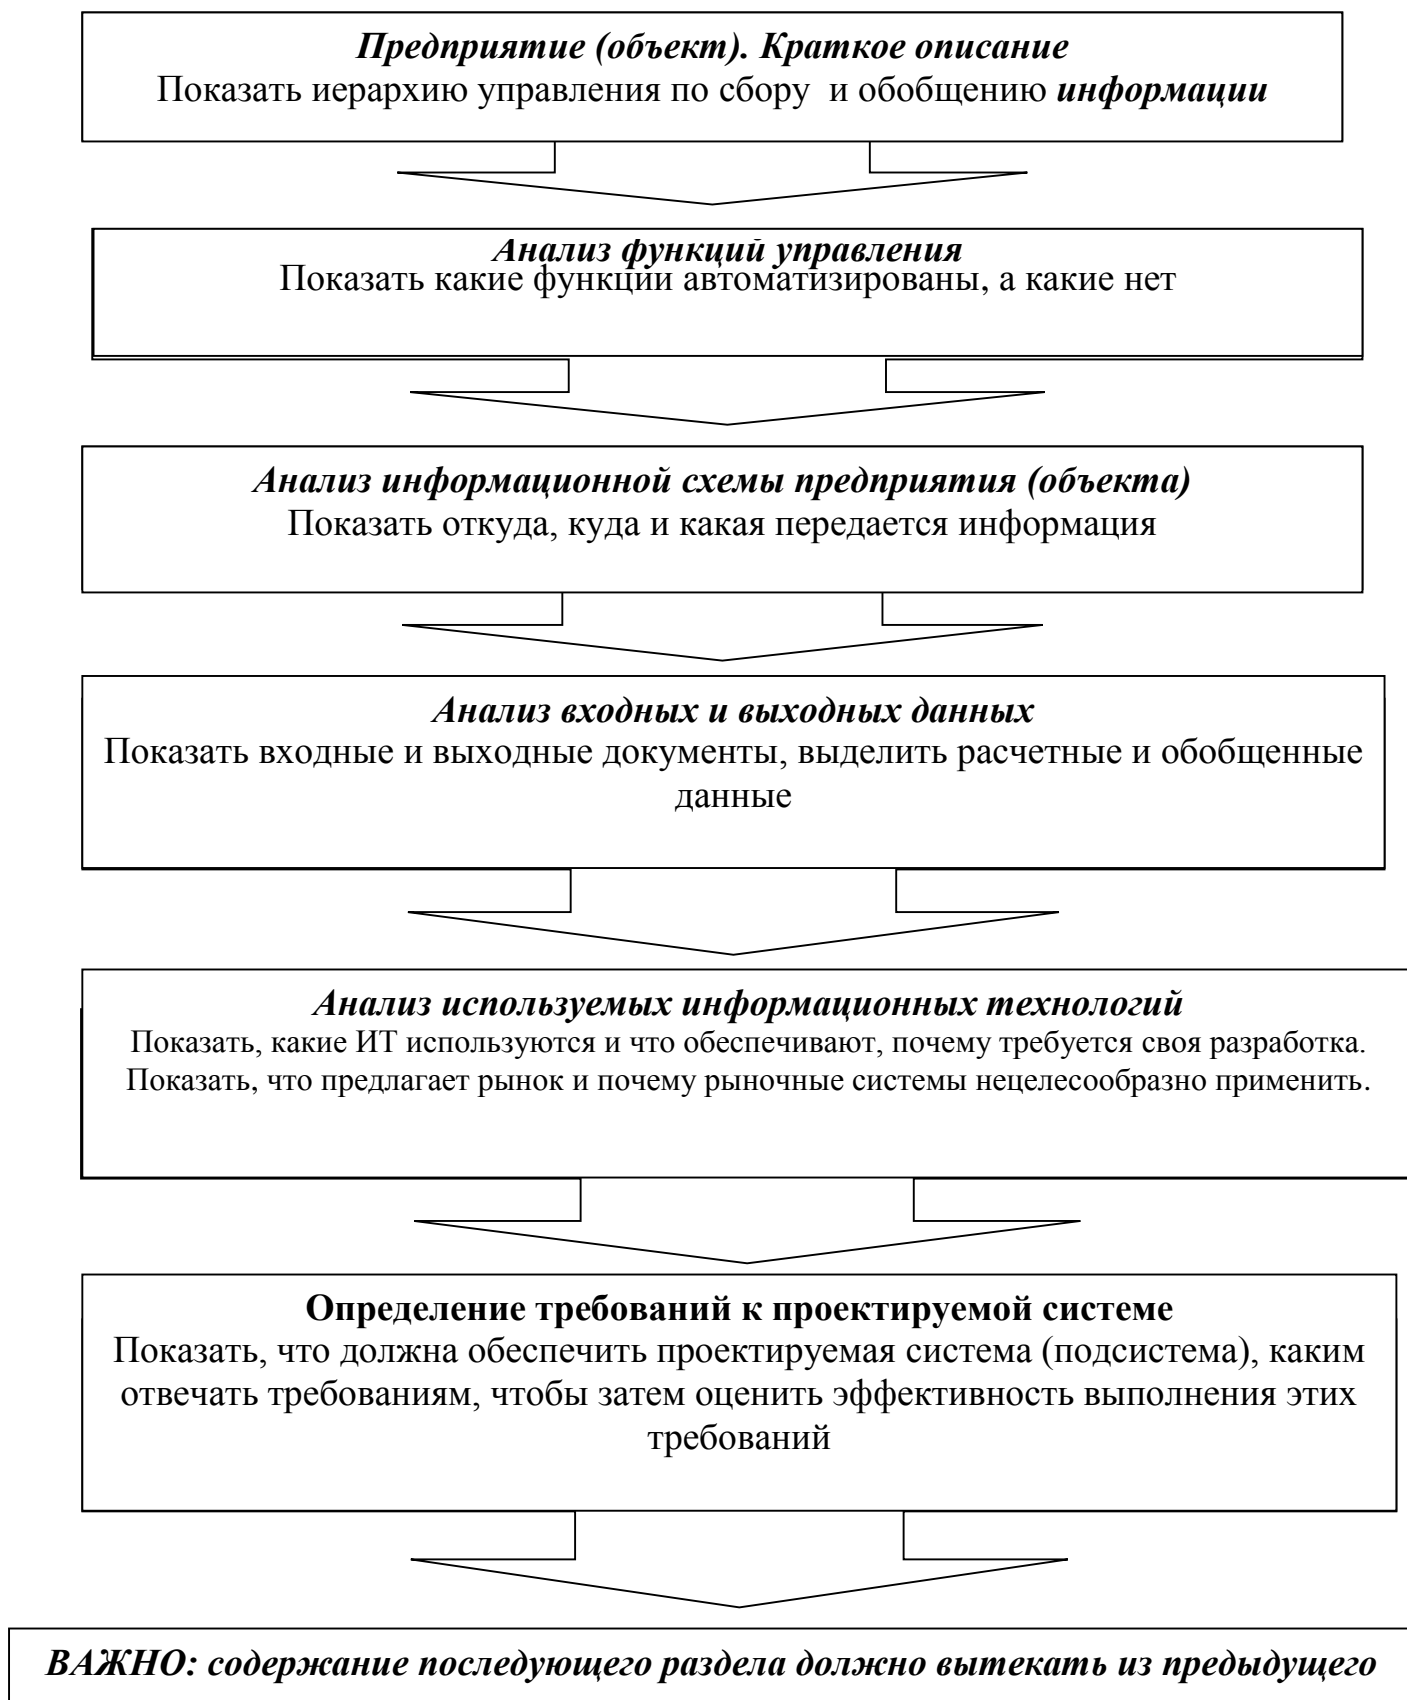 Предприятие (объект). Краткое описание
Показать иерархию управления по сбору и обобщению информации
Анализ функций управления
Показать какие функции автоматизированы, а какие нет
Анализ информационной схемы предприятия (объекта)
Показать откуда, куда и какая передается информация
Анализ входных и выходных данных
Показать входные и выходные документы, выделить расчетные и обобщенные
данные
Анализ используемых информационных технологий
Показать, какие ИТ используются и что обеспечивают, почему требуется своя разработка.
Показать, что предлагает рынок и почему рыночные системы нецелесообразно применить.
Определение требований к проектируемой системе
Показать, что должна обеспечить проектируемая система (подсистема), каким
отвечать требованиям, чтобы затем оценить эффективность выполнения этих
требований
ВАЖНО: содержание последующего раздела должно вытекать из предыдущего